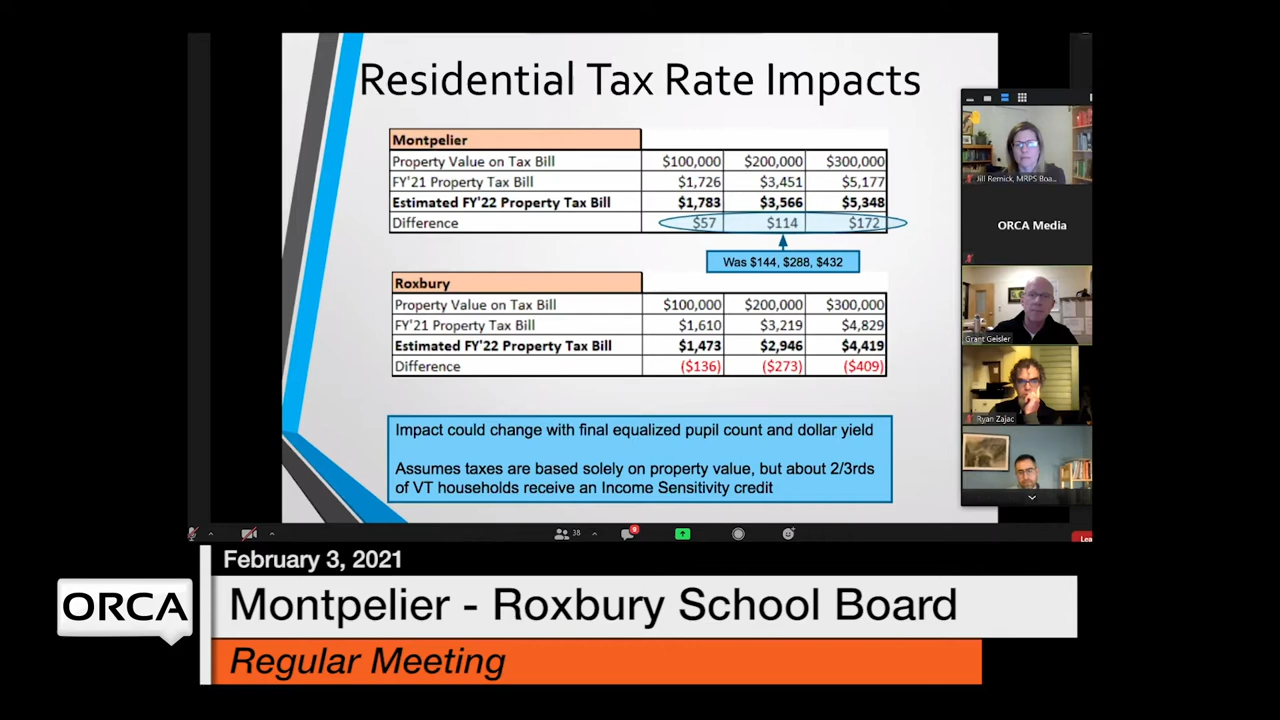 Residential Tax Rate Impacts
Montpelier
Property Value on Tax Bill $100,000 $200,000 $300,000
FY'21 Property Tax Bill $1,726 $3,451 $5,177
Estimated FY'22 Property Tax Bill $1,783 $3,566 $5,348
Difference $57 $114 $172
Was $144, $288, $432
Roxbury
Property Value on Tax Bill $100,000 $200,000 $300,000
FY'21 Property Tax Bill $1,610 $3,219 $4,829
Estimated FY'22 Property Tax Bill $1,473 $2,946 $4,419
Difference ($136) ($273) ($409)
Impact could change with final equalized pupil count and dollar yield
Assumes taxes are based solely on property value, but about 2/3rds
of VT households receive an Income Sensitivity credit
Jill Remick, MRPS Boa...
ORCA Media
Grant Geisler
Ryan Zajac
38
9
Lea
February 3, 2021
ORCA
Montpelier - Roxbury School Board
Regular Meeting